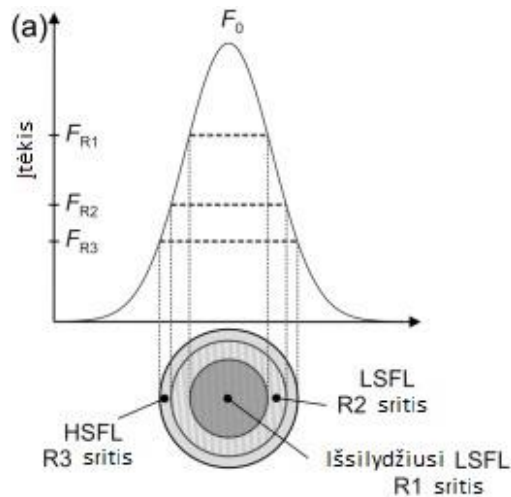 (a)
F0
Įtėkis
FR1
FR2
FR3
LSFL
R2 sritis
HSFL
R3 sritis
Išsilydžiusi LSFL
R1 sritis